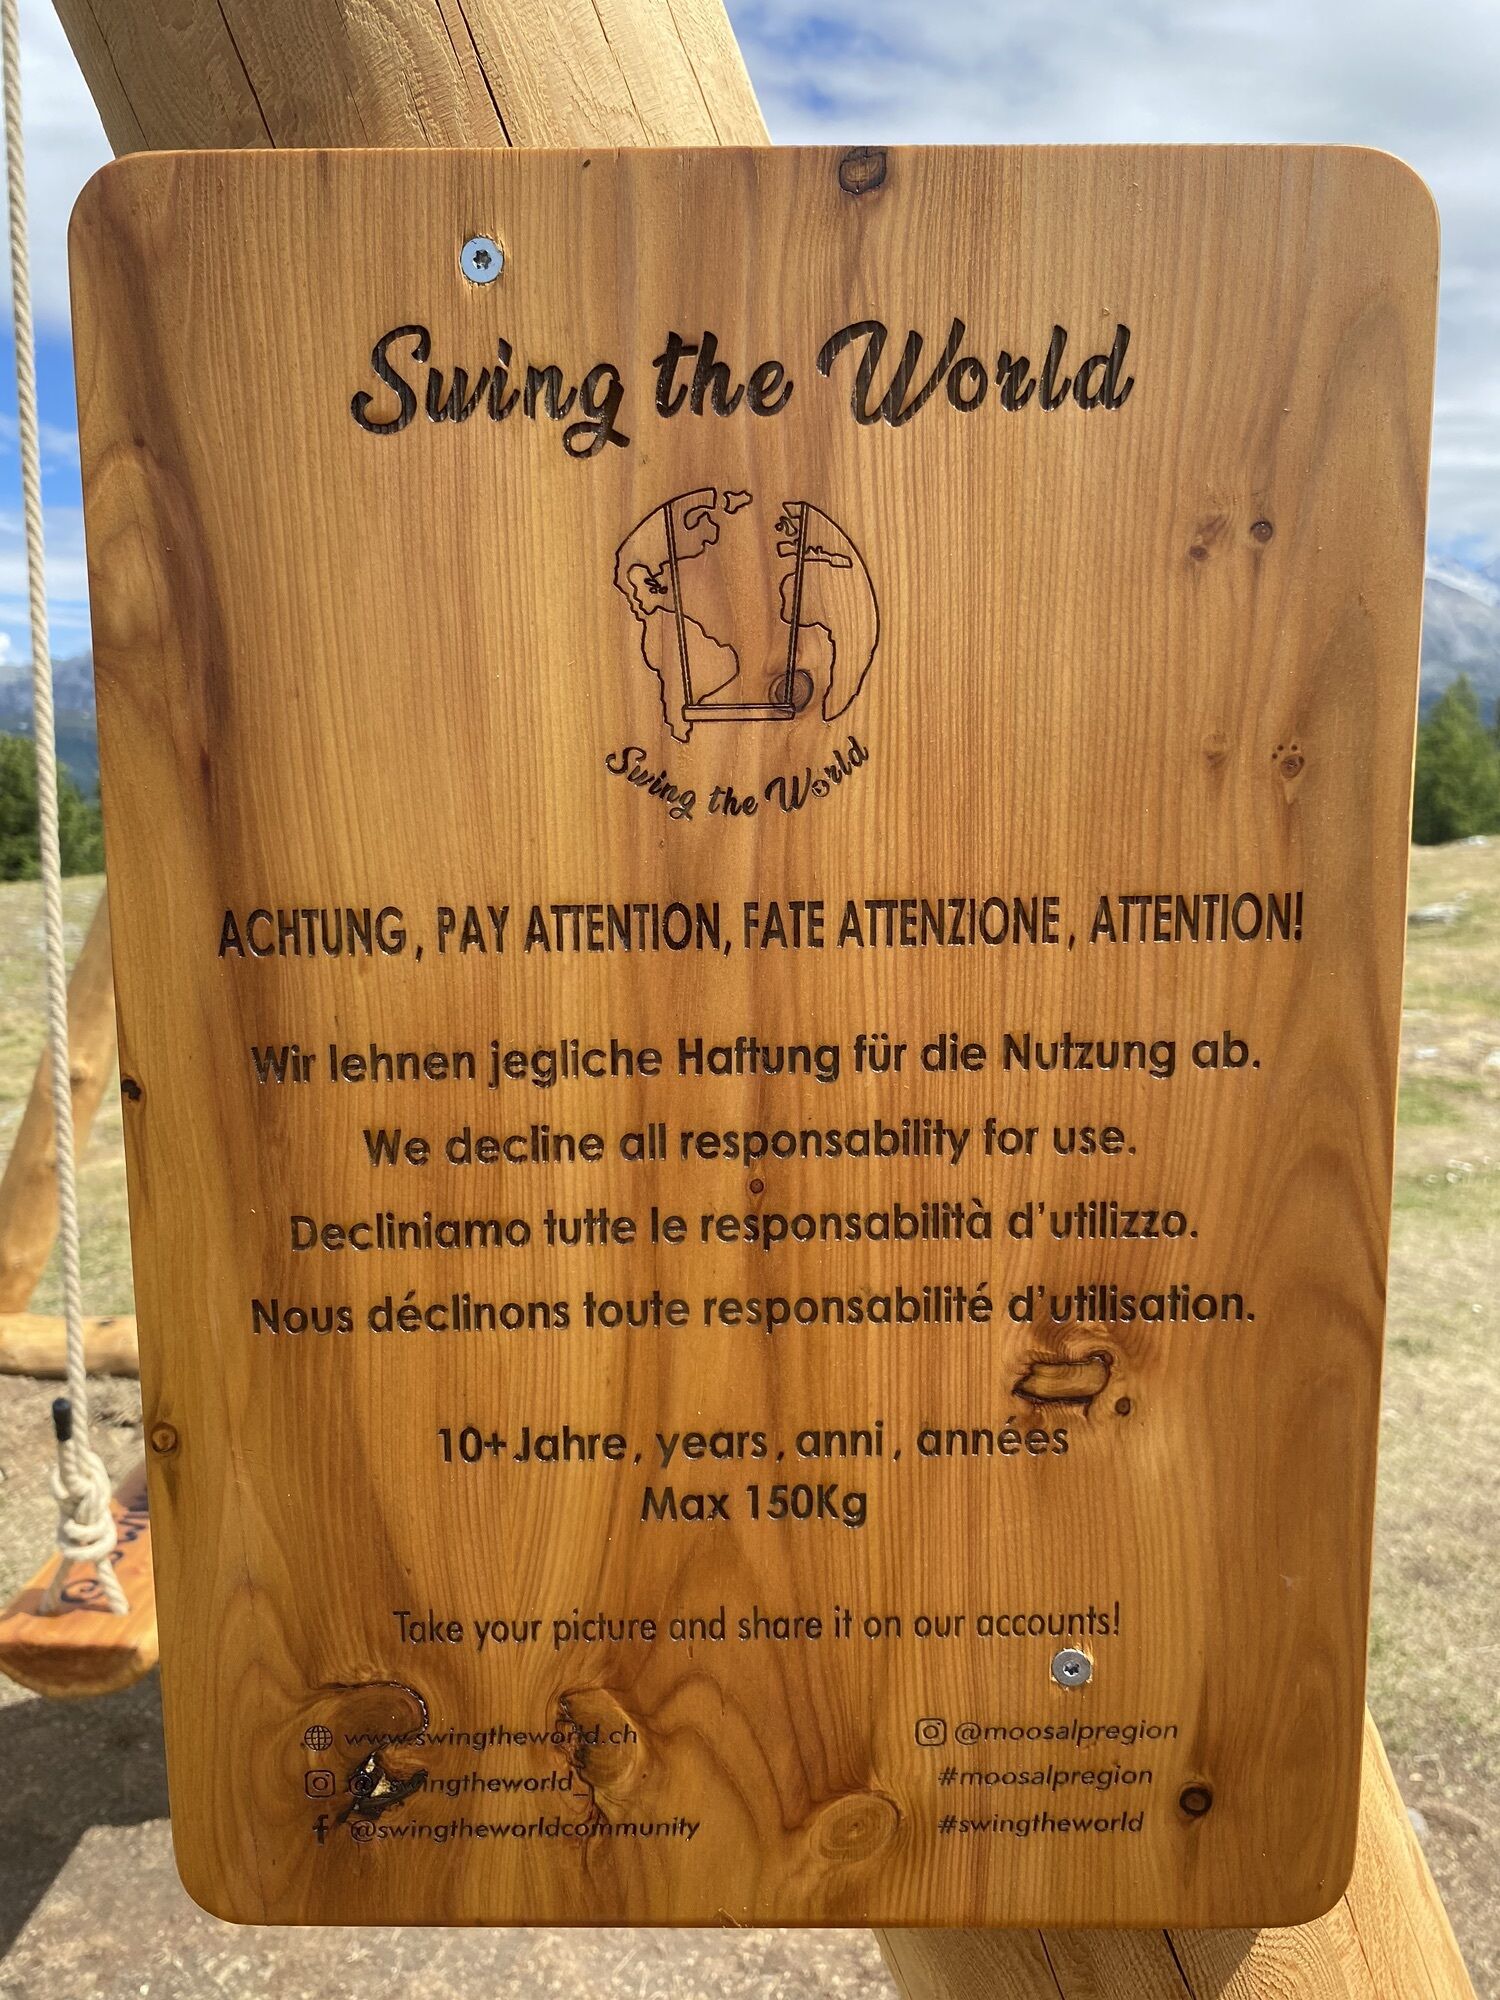 Swing the World
Swing the World
ACHTUNG, PAY ATTENTION, FATE ATTENZIONE, ATTENTION!
Wir lehnen jegliche Haftung für die Nutzung ab.
We decline all responsability for use.
Decliniamo tutte le responsabilità d'utilizzo.
Nous déclinons toute responsabilité d'utilisation.
10+ Jahre, years, anni, années
Max 150Kg
Take your picture and share it on our accounts!
www.swingtheworld.ch
@_swingtheworld_
@swingtheworldcommunity
@moosalpregion
#moosalpregion
#swingtheworld